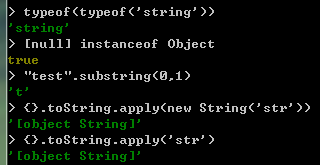 > typeof(typeof('string'))
'string'
> [null] instanceof Object
true
> "test".substring(0,1)
't'
> {}.toString.apply(new String('str'))
'[object String]'
> {}.toString.apply('str')
'[object String]'